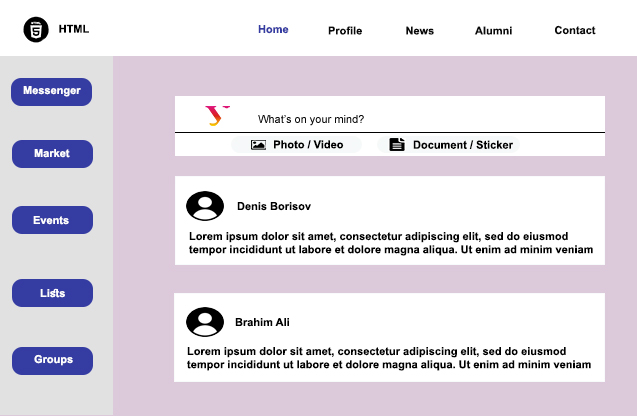 HTML
Home
Profile
News
Alumni
Contact
Messenger
Market
Events
Lists
Groups
What's on your mind?
Photo / Video
Document / Sticker
Denis Borisov
Lorem ipsum dolor sit amet, consectetur adipiscing elit, sed do eiusmod
tempor incididunt ut labore et dolore magna aliqua. Ut enim ad minim veniam
Brahim Ali
Lorem ipsum dolor sit amet, consectetur adipiscing elit, sed do eiusmod
tempor incididunt ut labore et dolore magna aliqua. Ut enim ad minim veniam